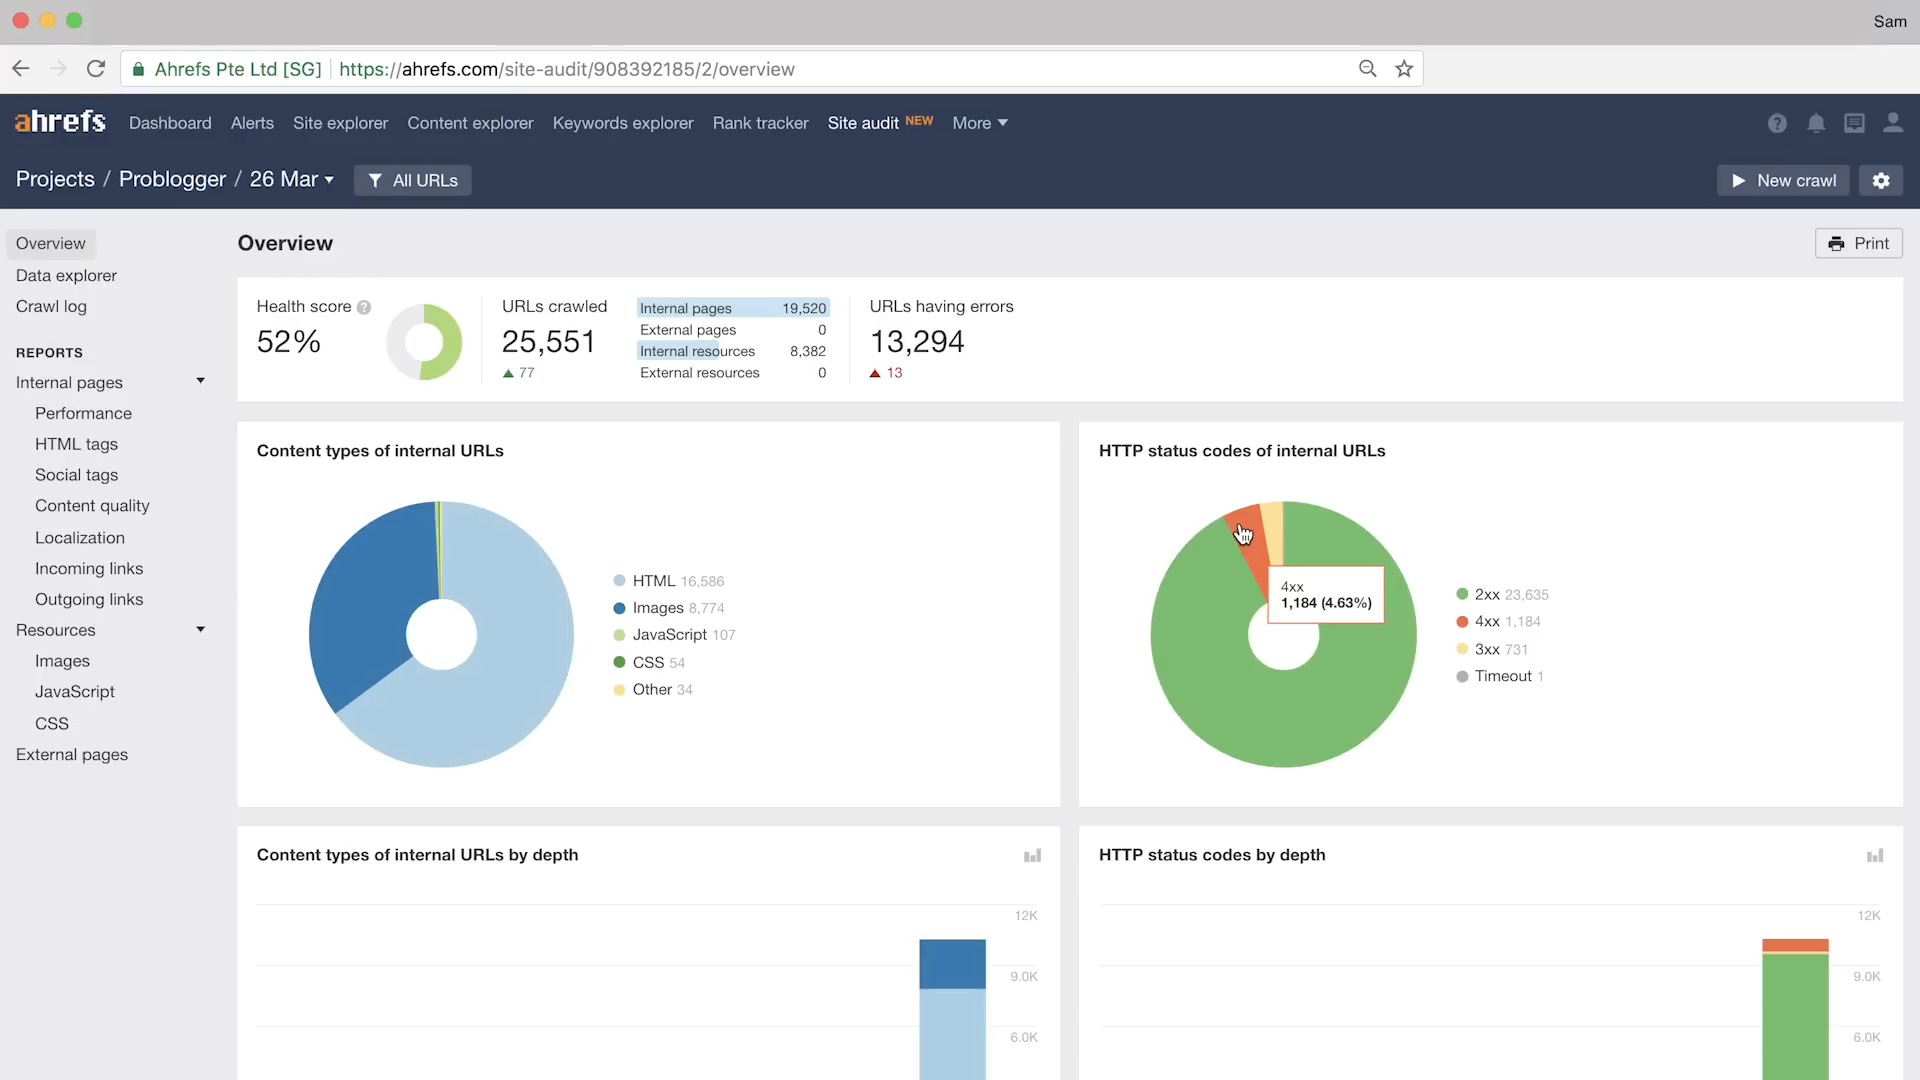 Sam
Ahrefs Pte Ltd [SG] https://ahrefs.com/site-audit/908392185/2/overview
ahrefs Dashboard Alerts Site explorer Content explorer Keywords explorer Rank tracker Site audit NEW More
Projects / Problogger / 26 Mar All URLs New crawl
Overview
Data explorer
Crawl log
REPORTS
Internal pages
Performance
HTML tags
Social tags
Content quality
Localization
Incoming links
Outgoing links
Resources
Images
JavaScript
CSS
External pages
Overview
Print
Health score ?
52%
URLs crawled
25,551
77
Internal pages 19,520
External pages 0
Internal resources 8,382
External resources 0
URLs having errors
13,294
13
Content types of internal URLs
HTML 16,586
Images 8,774
JavaScript 107
CSS 54
Other 34
HTTP status codes of internal URLs
4xx
1,184 (4.63%)
2xx 23,635
4xx 1,184
3xx 731
Timeout 1
Content types of internal URLs by depth
12K
9.0K
6.0K
HTTP status codes by depth
12K
9.0K
6.0K